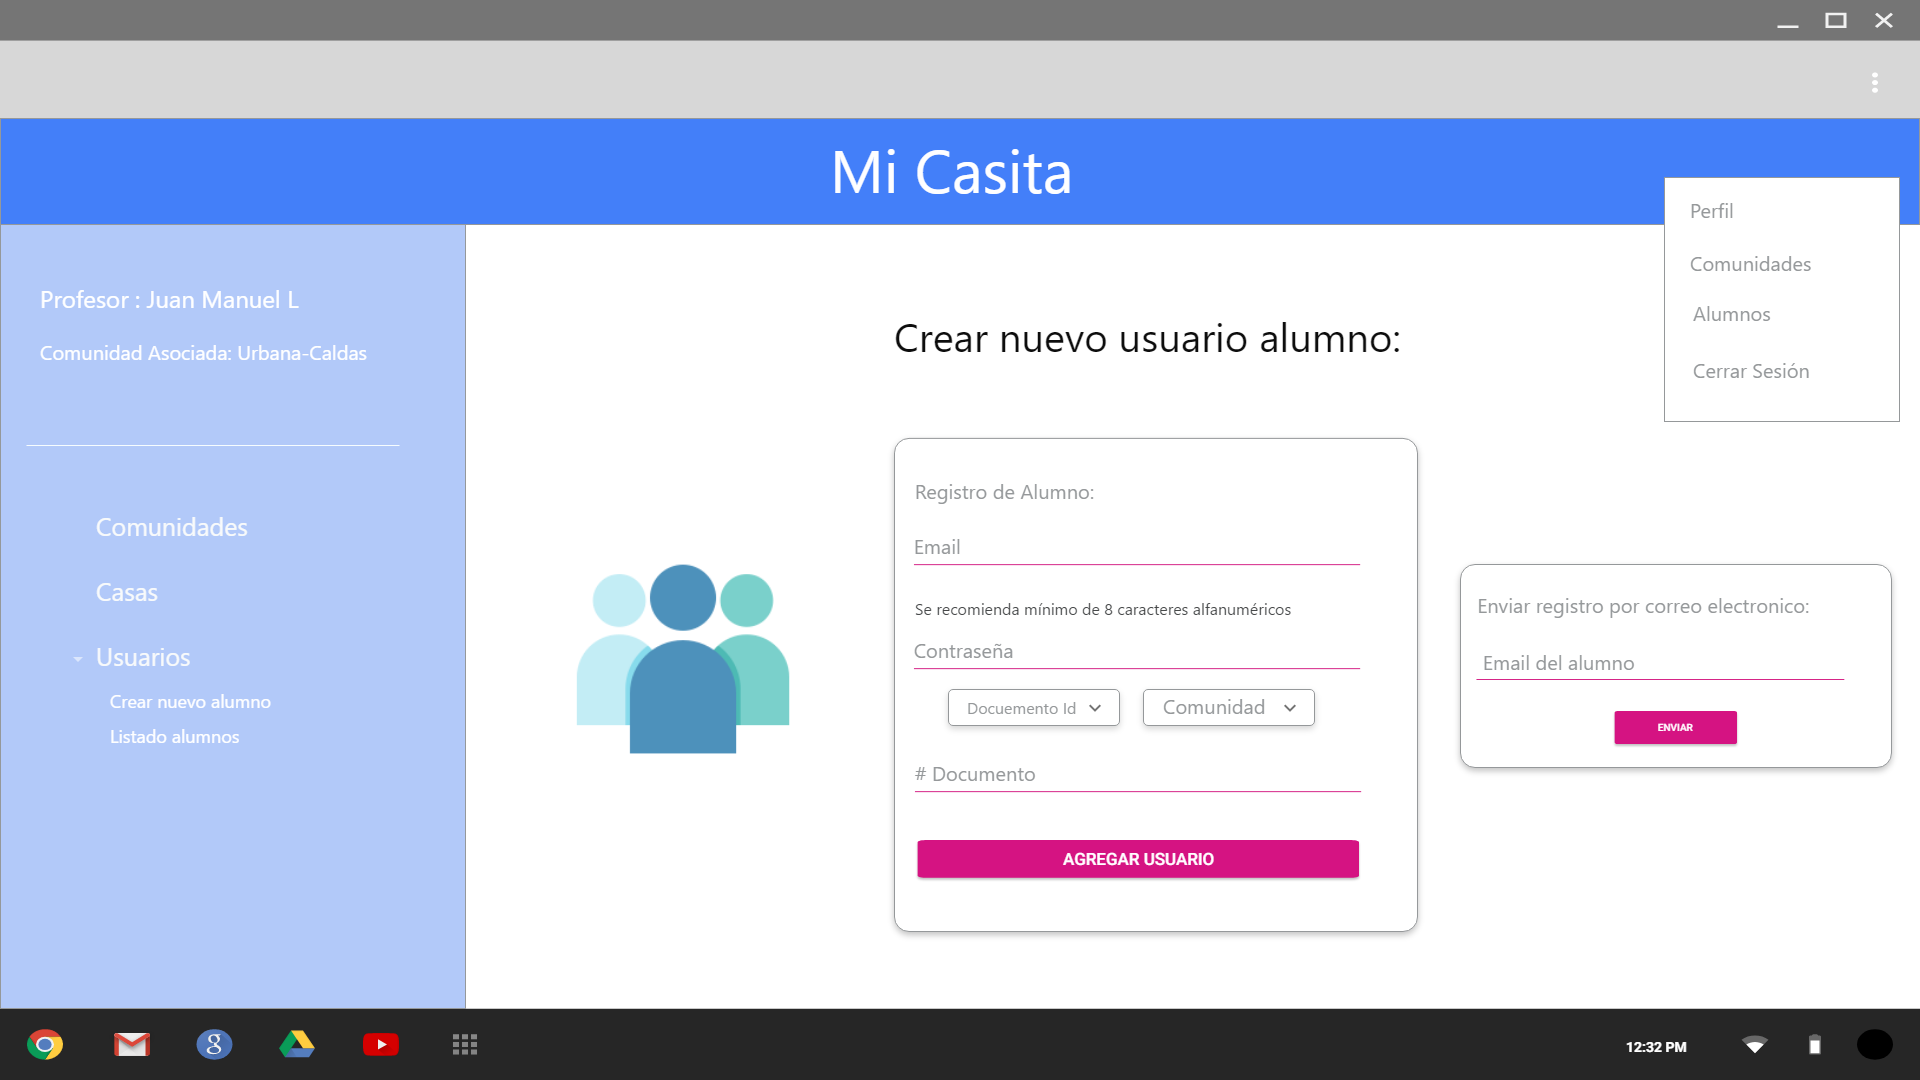 Mi Casita
Perfil
Comunidades
Alumnos
Cerrar Sesión
Profesor : Juan Manuel L
Comunidad Asociada: Urbana-Caldas
Comunidades
Casas
Usuarios
Crear nuevo alumno
Listado alumnos
Crear nuevo usuario alumno:
Registro de Alumno:
Email
Se recomienda mínimo de 8 caracteres alfanuméricos
Contraseña
Docuemento Id
Comunidad
# Documento
AGREGAR USUARIO
Enviar registro por correo electronico:
Email del alumno
ENVIAR
g
12:32 PM